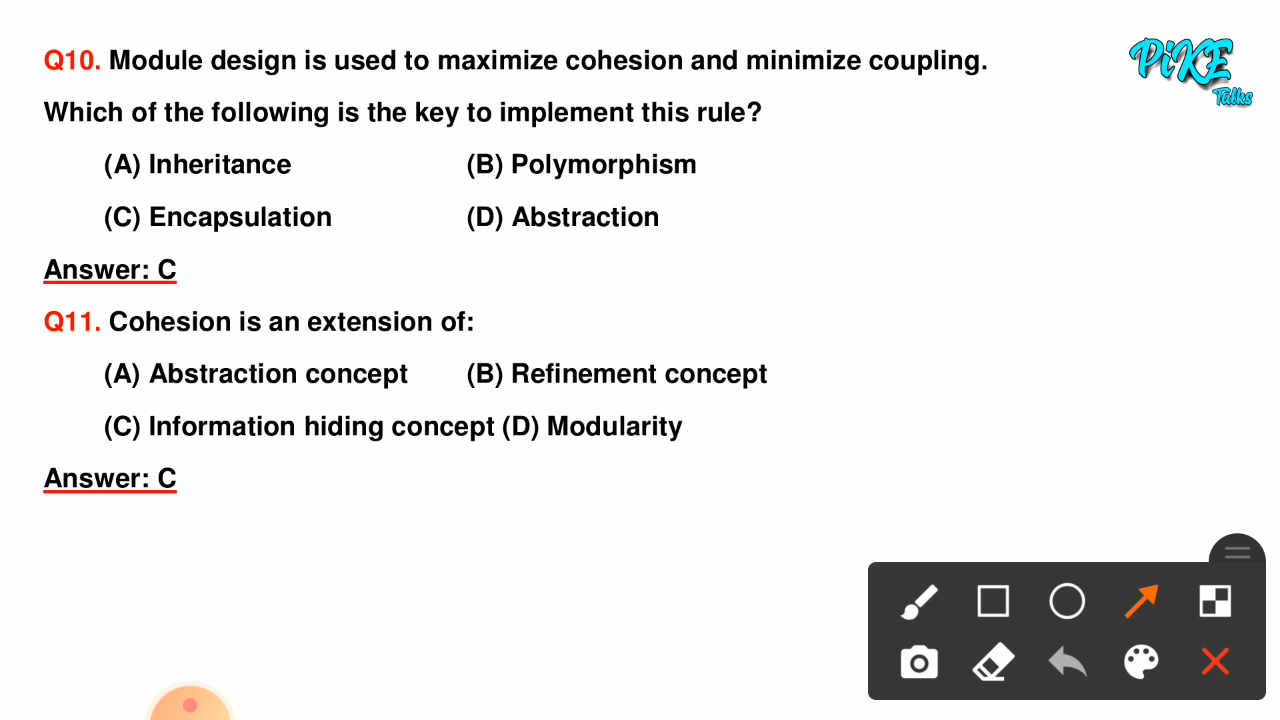 Q10. Module design is used to maximize cohesion and minimize coupling.
PiKE
Talks
Which of the following is the key to implement this rule?
(A) Inheritance (B) Polymorphism
(C) Encapsulation (D) Abstraction
Answer: C
Q11. Cohesion is an extension of:
(A) Abstraction concept (B) Refinement concept
(C) Information hiding concept (D) Modularity
Answer: C